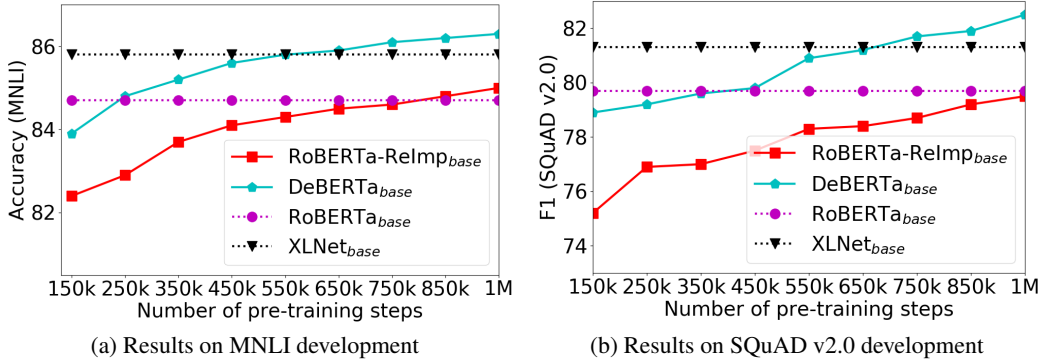 86
84
82
Accuracy (MNLI)
RoBERTa-ReImp_base
DeBERTa_base
RoBERTa_base
XLNet_base
150k 250k 350k 450k 550k 650k 750k 850k 1M
Number of pre-training steps
(a) Results on MNLI development
82
80
78
76
74
F1 (SQuAD v2.0)
RoBERTa-ReImp_base
DeBERTa_base
RoBERTa_base
XLNet_base
150k 250k 350k 450k 550k 650k 750k 850k 1M
Number of pre-training steps
(b) Results on SQuAD v2.0 development